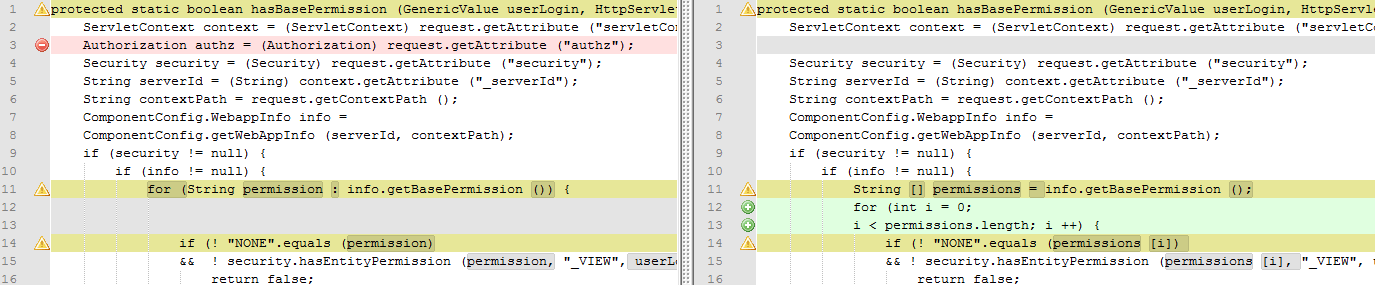 1 protected static boolean hasBasePermission (GenericValue userLogin, HttpServlet
2 ServletContext context = (ServletContext) request.getAttribute ("servletCon
3 Authorization authz = (Authorization) request.getAttribute ("authz");
4 Security security = (Security) request.getAttribute ("security");
5 String serverId = (String) context.getAttribute ("_serverId");
6 String contextPath = request.getContextPath ();
7 ComponentConfig.WebappInfo info =
8 ComponentConfig.getWebAppInfo (serverId, contextPath);
9 if (security != null) {
10 if (info != null) {
11 for (String permission : info.getBasePermission ()) {
12
13
14 if (! "NONE".equals (permission)
15 &&  ! security.hasEntityPermission (permission, "_VIEW", userLo
16 return false;
1 protected static boolean hasBasePermission (GenericValue userLogin, HttpS
2 ServletContext context = (ServletContext) request.getAttribute ("serv
3
4 Security security = (Security) request.getAttribute ("security");
5 String serverId = (String) context.getAttribute ("_serverId");
6 String contextPath = request.getContextPath ();
7 ComponentConfig.WebappInfo info =
8 ComponentConfig.getWebAppInfo (serverId, contextPath);
9 if (security != null) {
10 if (info != null) {
11 String [] permissions = info.getBasePermission ();
12 for (int i = 0;
13 i < permissions.length; i ++) {
14 if (! "NONE".equals (permissions [i])
15 && ! security.hasEntityPermission (permissions [i], "_VIEW",
16 return false;